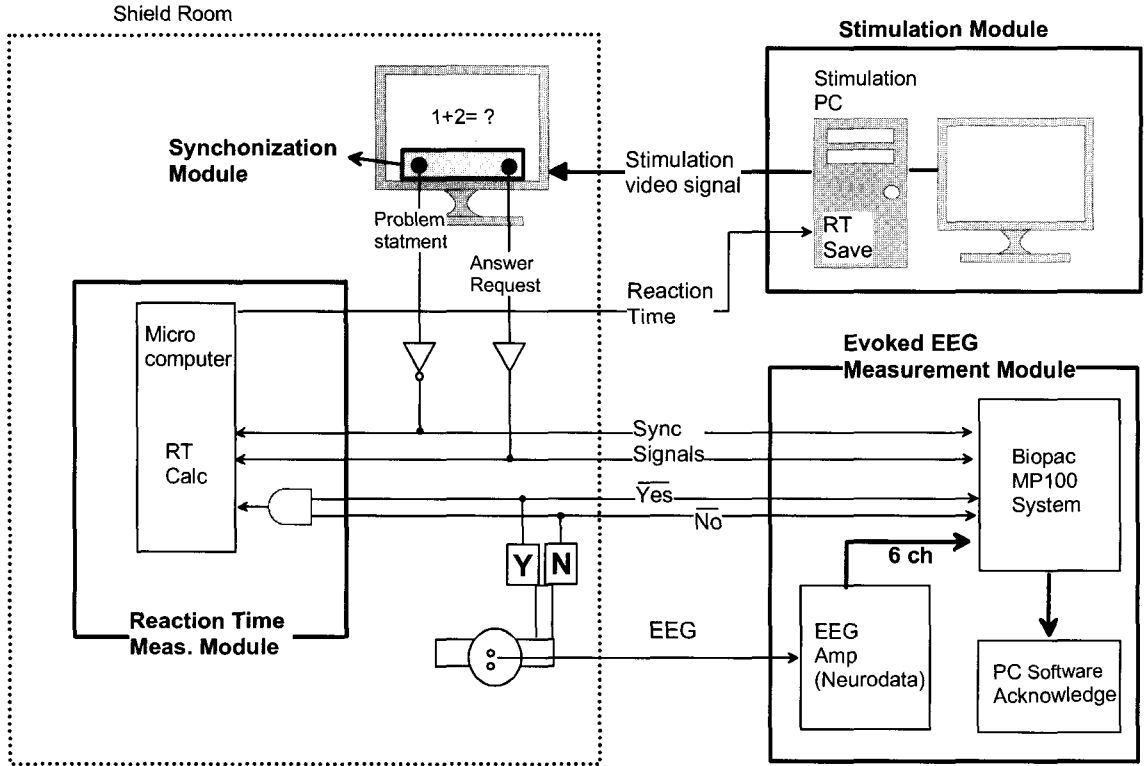 Shield Room
Stimulation Module
Stimulation
PC
1+2= ?
Synchonization
Module
Stimulation
video signal
RT
Save
Problem
statment
Answer
Request
Reaction
Time
Micro
computer
RT
Calc
Evoked EEG
Measurement Module
Sync
Signals
Yes
No
Biopac
MP100
System
6 ch
Y N
Reaction Time
Meas. Module
EEG
EEG
Amp
(Neurodata)
PC Software
Acknowledge